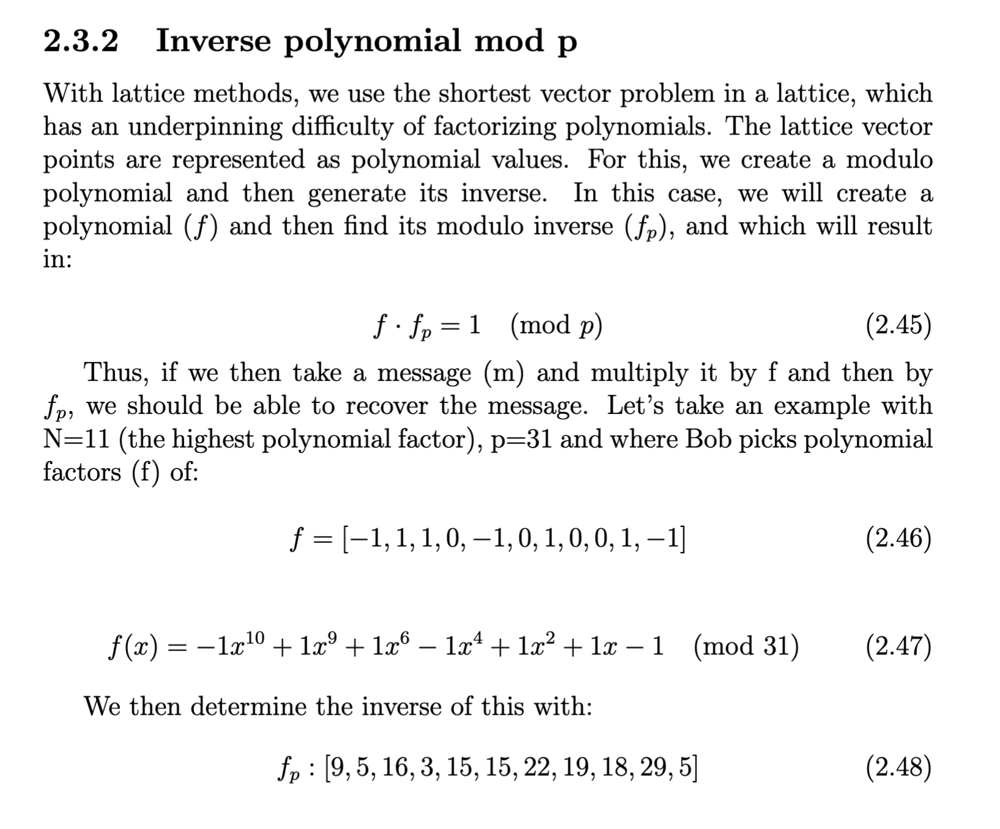 2.3.2 Inverse polynomial mod p
With lattice methods, we use the shortest vector problem in a lattice, which
has an underpinning difficulty of factorizing polynomials. The lattice vector
points are represented as polynomial values. For this, we create a modulo
polynomial and then generate its inverse. In this case, we will create a
polynomial (f) and then find its modulo inverse (f_p), and which will result
in:
f · f_p = 1 (mod p) (2.45)
Thus, if we then take a message (m) and multiply it by f and then by
f_p, we should be able to recover the message. Let's take an example with
N=11 (the highest polynomial factor), p=31 and where Bob picks polynomial
factors (f) of:
f = [−1, 1, 1, 0, −1, 0, 1, 0, 0, 1, −1] (2.46)
f(x) = −1x^10 + 1x^9 + 1x^6 − 1x^4 + 1x^2 + 1x − 1 (mod 31) (2.47)
We then determine the inverse of this with:
f_p : [9, 5, 16, 3, 15, 15, 22, 19, 18, 29, 5] (2.48)